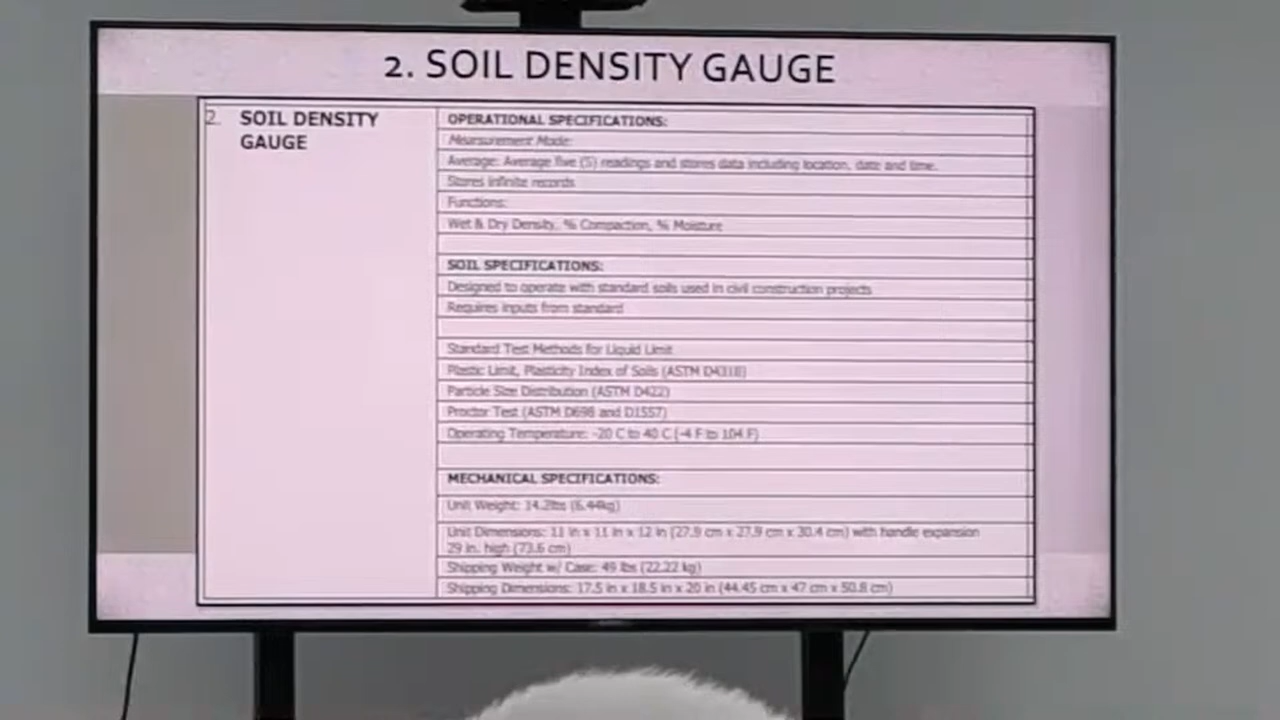 2. SOIL DENSITY GAUGE
2. SOIL DENSITY
GAUGE
OPERATIONAL SPECIFICATIONS:
Mearsurement Mode:
Average: Average five (5) readings and stores data including location, date and time.
Stores infinite records
Functions:
Wet & Dry Density, % Compaction, % Moisture
SOIL SPECIFICATIONS:
Designed to operate with standard soils used in civil construction projects
Requires inputs from standard
Standard Test Methods for Liquid Limit
Plastic Limit, Plasticity Index of Soils (ASTM D4318)
Particle Size Distribution (ASTM D422)
Proctor Test (ASTM D698 and D1557)
Operating Temperature: -20 C to 40 C (-4 F to 104 F)
MECHANICAL SPECIFICATIONS:
Unit Weight: 14.2lbs (6.44kg)
Unit Dimensions: 11 in x 11 in x 12 in (27.9 cm x 27.9 cm x 30.4 cm) with handle expansion
29 in. high (73.6 cm)
Shipping Weight w/ Case: 49 lbs (22.22 kg)
Shipping Dimensions: 17.5 in x 18.5 in x 20 in (44.45 cm x 47 cm x 50.8 cm)